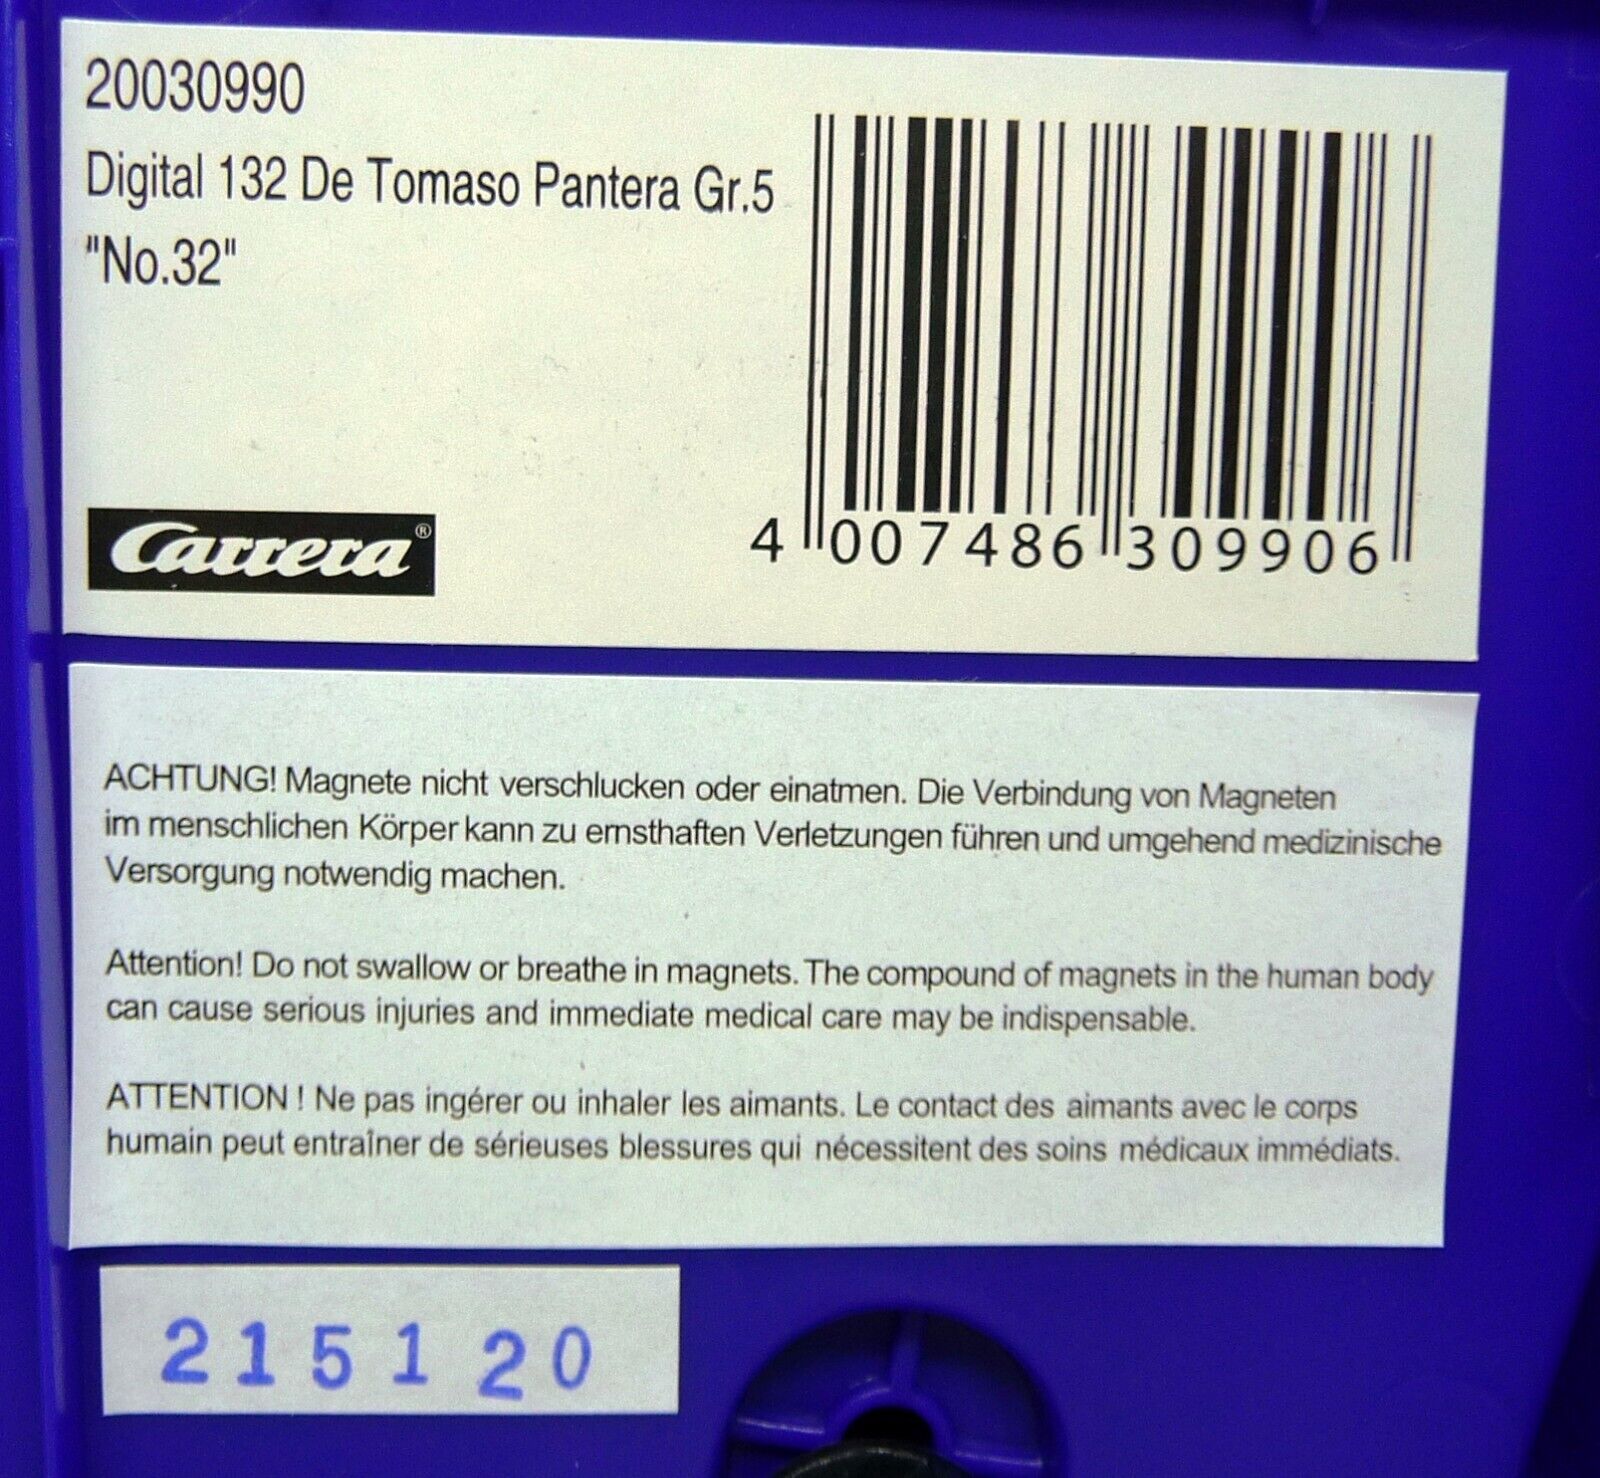 20030990
Digital 132 De Tomaso Pantera Gr.5
"No.32"
Carrera®
4 007486 309906
ACHTUNG! Magnete nicht verschlucken oder einatmen. Die Verbindung von Magneten
im menschlichen Körper kann zu ernsthaften Verletzungen führen und umgehend medizinische
Versorgung notwendig machen.
Attention! Do not swallow or breathe in magnets. The compound of magnets in the human body
can cause serious injuries and immediate medical care may be indispensable.
ATTENTION ! Ne pas ingérer ou inhaler les aimants. Le contact des aimants avec le corps
humain peut entraîner de sérieuses blessures qui nécessitent des soins médicaux immédiats.
215120